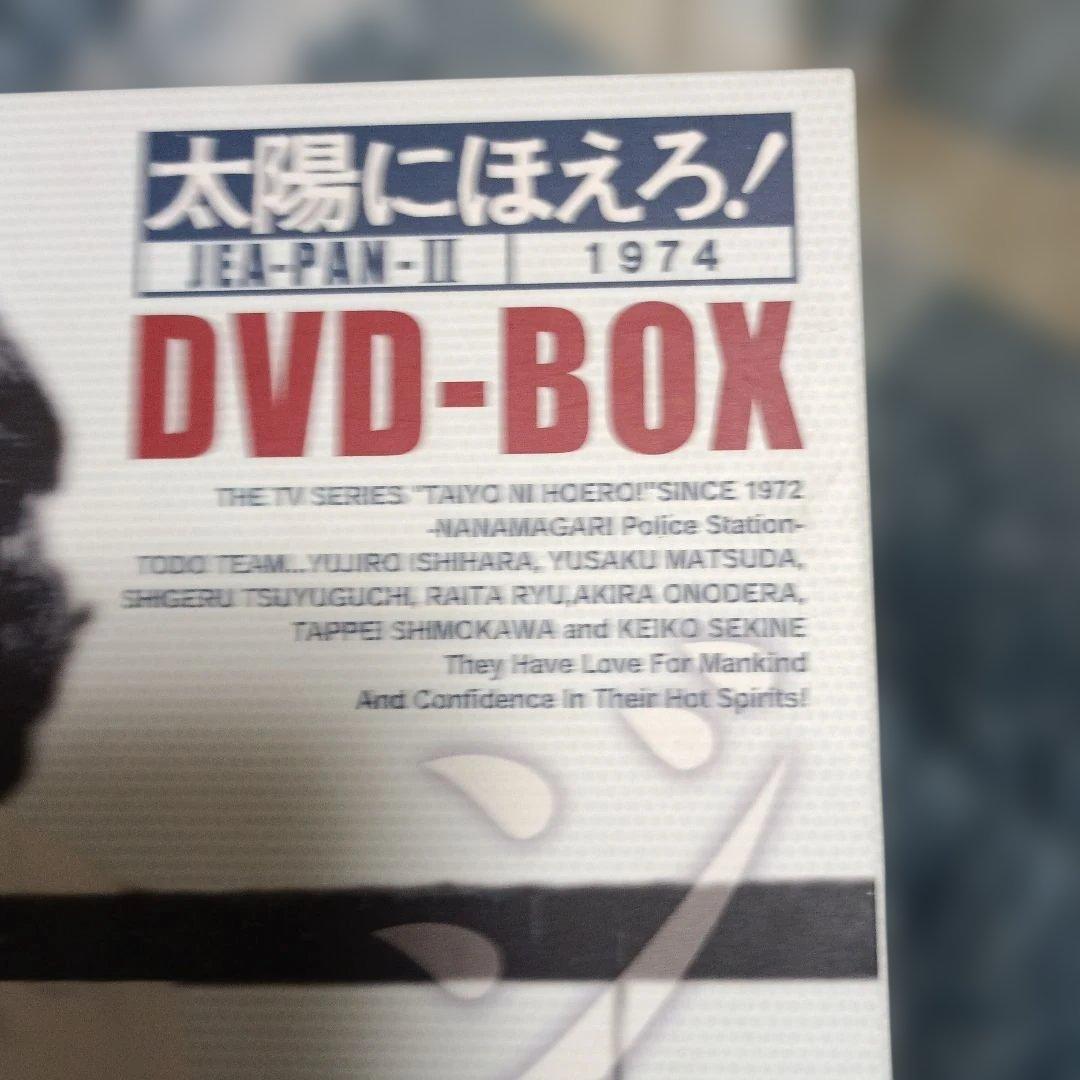 太陽にほえろ!
JEA-PAN-II 1974
DVD-BOX
THE TV SERIES "TAIYO NI HOERO!"SINCE 1972
-NANAMAGARI Police Station-
TODO TEAM...YUJIRO ISHIHARA, YUSAKU MATSUDA,
SHIGERU TSUYUGUCHI, RAITA RYU,AKIRA ONODERA,
TAPPEI SHIMOKAWA and KEIKO SEKINE
They Have Love For Mankind
And Confidence In Their Hot Spirits!
ジ